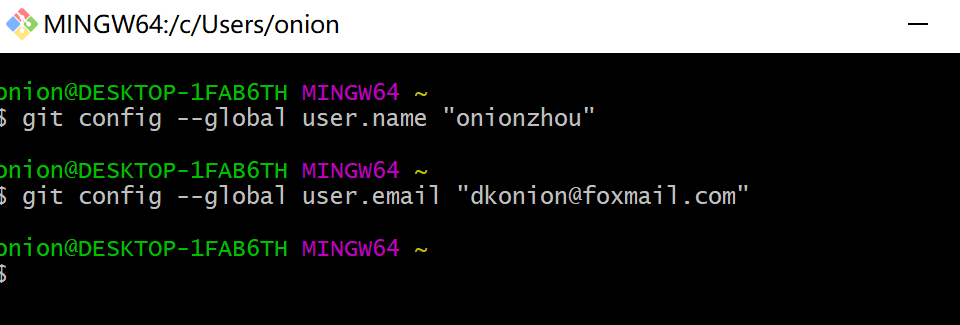 MINGW64:/c/Users/onion
onion@DESKTOP-1FAB6TH MINGW64 ~
$ git config --global user.name "onionzhou"
onion@DESKTOP-1FAB6TH MINGW64 ~
$ git config --global user.email "dkonion@foxmail.com"
onion@DESKTOP-1FAB6TH MINGW64 ~
$